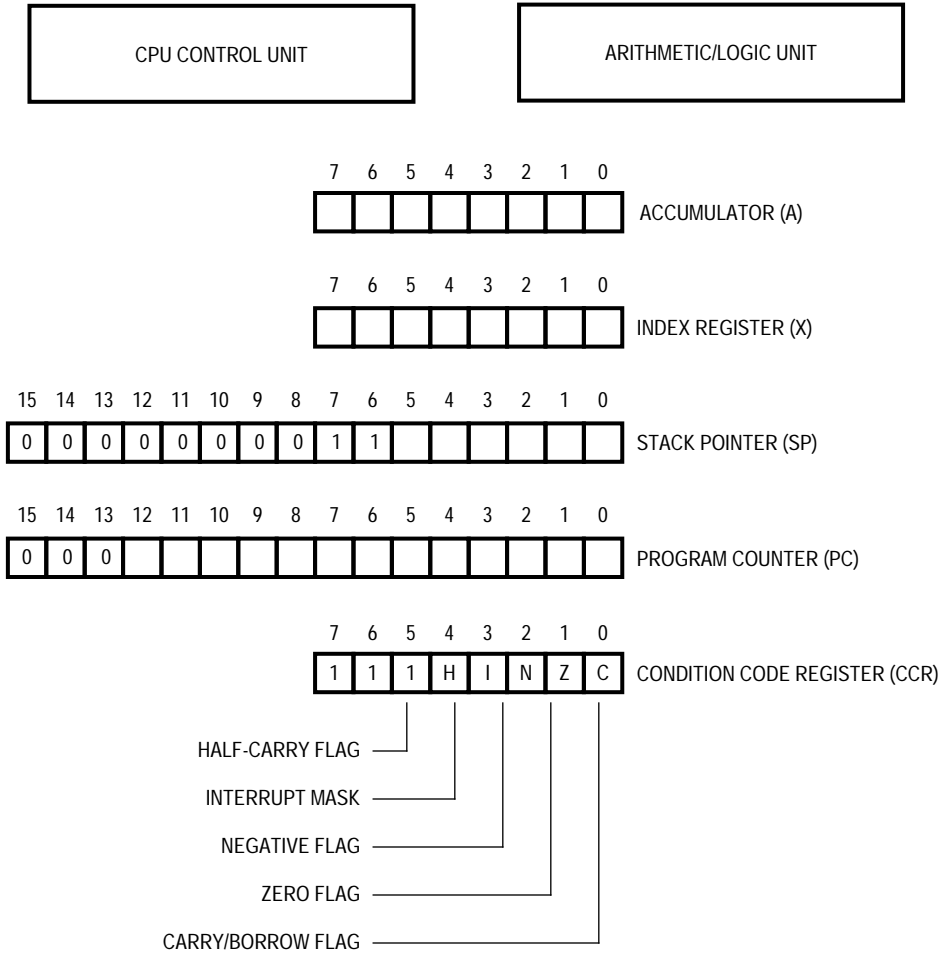 CPU CONTROL UNIT
ARITHMETIC/LOGIC UNIT
7 6 5 4 3 2 1 0
ACCUMULATOR (A)
7 6 5 4 3 2 1 0
INDEX REGISTER (X)
15 14 13 12 11 10 9 8 7 6 5 4 3 2 1 0
0 0 0 0 0 0 0 0 1 1 STACK POINTER (SP)
15 14 13 12 11 10 9 8 7 6 5 4 3 2 1 0
0 0 0 PROGRAM COUNTER (PC)
7 6 5 4 3 2 1 0
1 1 1 H I N Z C CONDITION CODE REGISTER (CCR)
HALF-CARRY FLAG
INTERRUPT MASK
NEGATIVE FLAG
ZERO FLAG
CARRY/BORROW FLAG